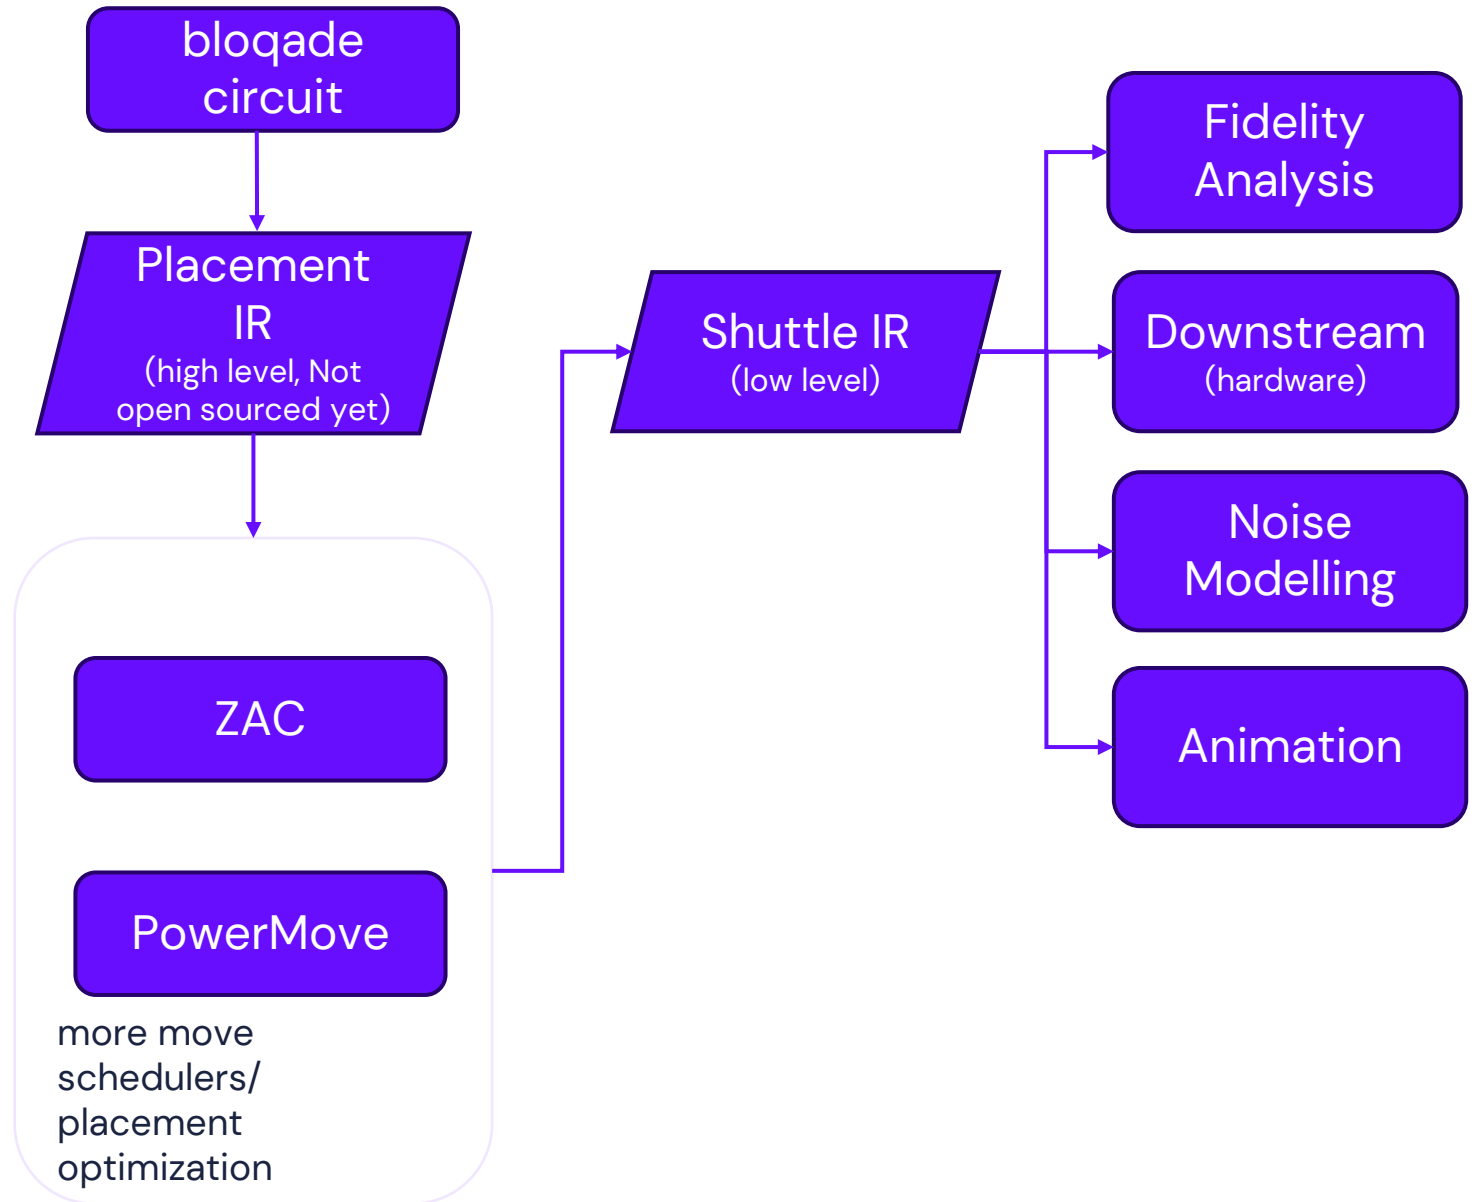 bloqade
circuit
Placement
IR
(high level, Not
open sourced yet)
ZAC
PowerMove
more move
schedulers/
placement
optimization
Shuttle IR
(low level)
Fidelity
Analysis
Downstream
(hardware)
Noise
Modelling
Animation